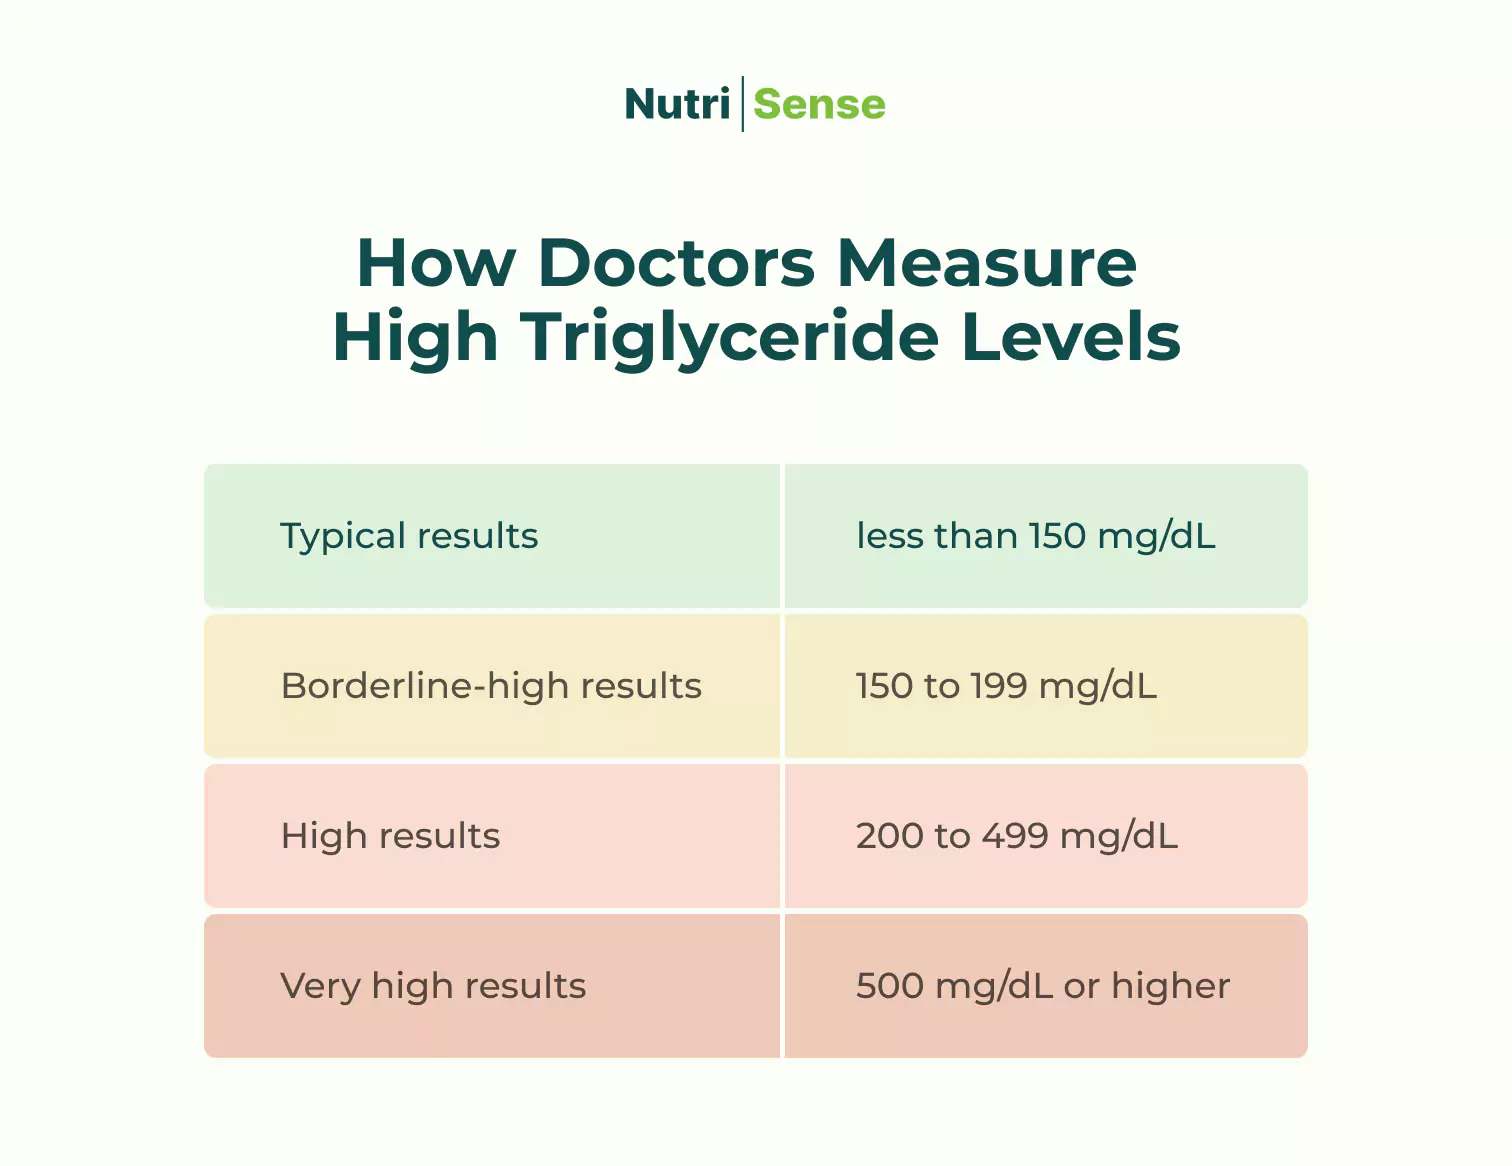 Nutri Sense
How Doctors Measure
High Triglyceride Levels
Typical results less than 150 mg/dL
Borderline-high results 150 to 199 mg/dL
High results 200 to 499 mg/dL
Very high results 500 mg/dL or higher